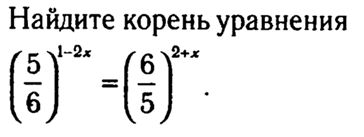 Найдите корень уравнения
(5/6)^{1−2x} = (6/5)^{2+x}.